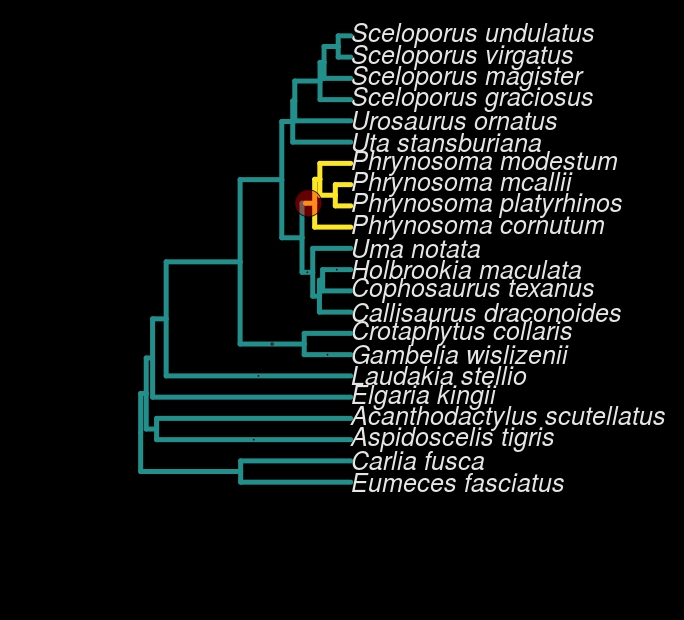 Sceloporus undulatus
Sceloporus virgatus
Sceloporus magister
Sceloporus graciosus
Urosaurus ornatus
Uta stansburiana
Phrynosoma modestum
Phrynosoma mcallii
Phrynosoma platyrhinos
Phrynosoma cornutum
Uma notata
Holbrookia maculata
Cophosaurus texanus
Callisaurus draconoides
Crotaphytus collaris
Gambelia wislizenii
Laudakia stellio
Elgaria kingii
Acanthodactylus scutellatus
Aspidoscelis tigris
Carlia fusca
Eumeces fasciatus